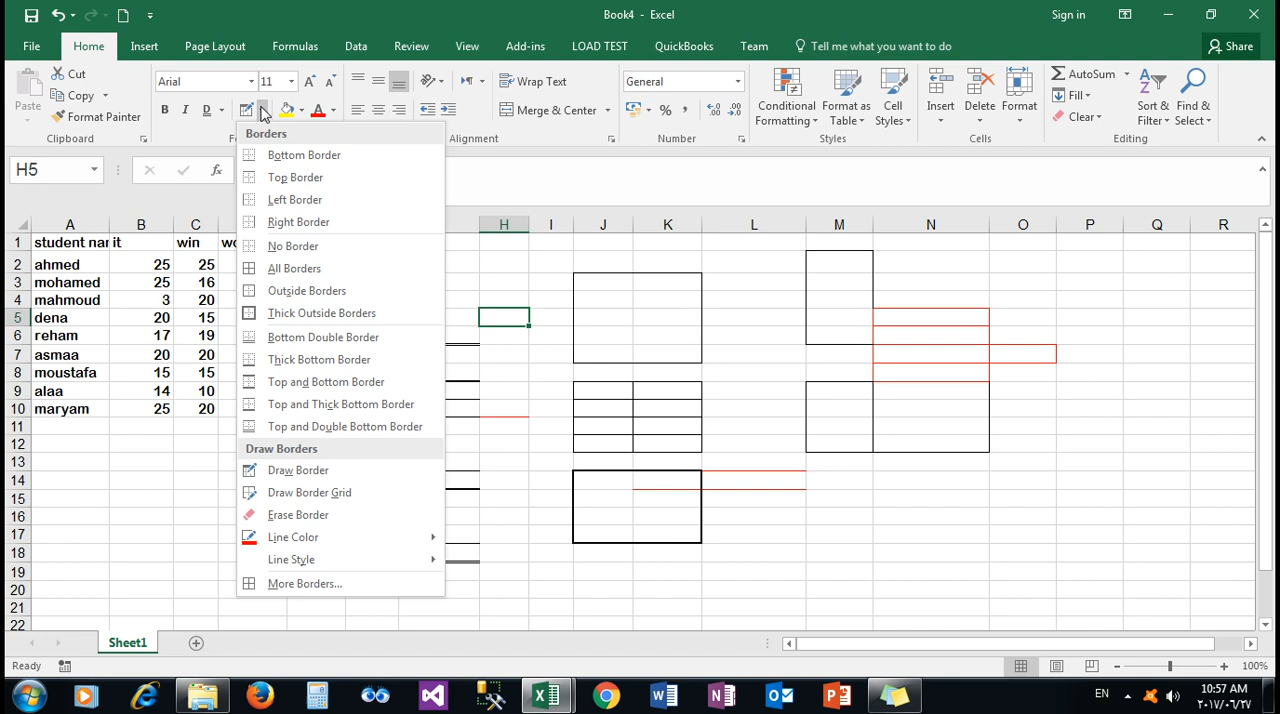 Book4 - Excel
Sign in
File Home Insert Page Layout Formulas Data Review View Add-ins LOAD TEST QuickBooks Team Tell me what you want to do Share
Paste
Cut
Copy
Format Painter
Clipboard
Arial 11
B I D A
Wrap Text
Merge & Center
Alignment
General
%
Numbers
Conditional Formatting
Format as Table
Cell Styles
Styles
Insert
Delete
Format
Cells
AutoSum
Fill
Clear
Sort & Filter
Find & Select
Editing
H5
fx
Borders
Bottom Border
Top Border
Left Border
Right Border
No Border
All Borders
Outside Borders
Thick Outside Borders
Bottom Double Border
Thick Bottom Border
Top and Bottom Border
Top and Thick Bottom Border
Top and Double Bottom Border
Draw Borders
Draw Border
Draw Border Grid
Erase Border
Line Color
Line Style
More Borders...
A B C H I J K L M N O P Q R
1 student nar it win
2 ahmed 25 25
3 mohamed 25 16
4 mahmoud 3 20
5 dena 20 15
6 reham 17 19
7 asmaa 20 20
8 moustafa 15 15
9 alaa 14 10
10 maryam 25 20
11
12
13
14
15
16
17
18
19
20
21
22
Sheet1
Ready
100%
EN
10:57 AM
٢٠١٧/٠٦/٢٧